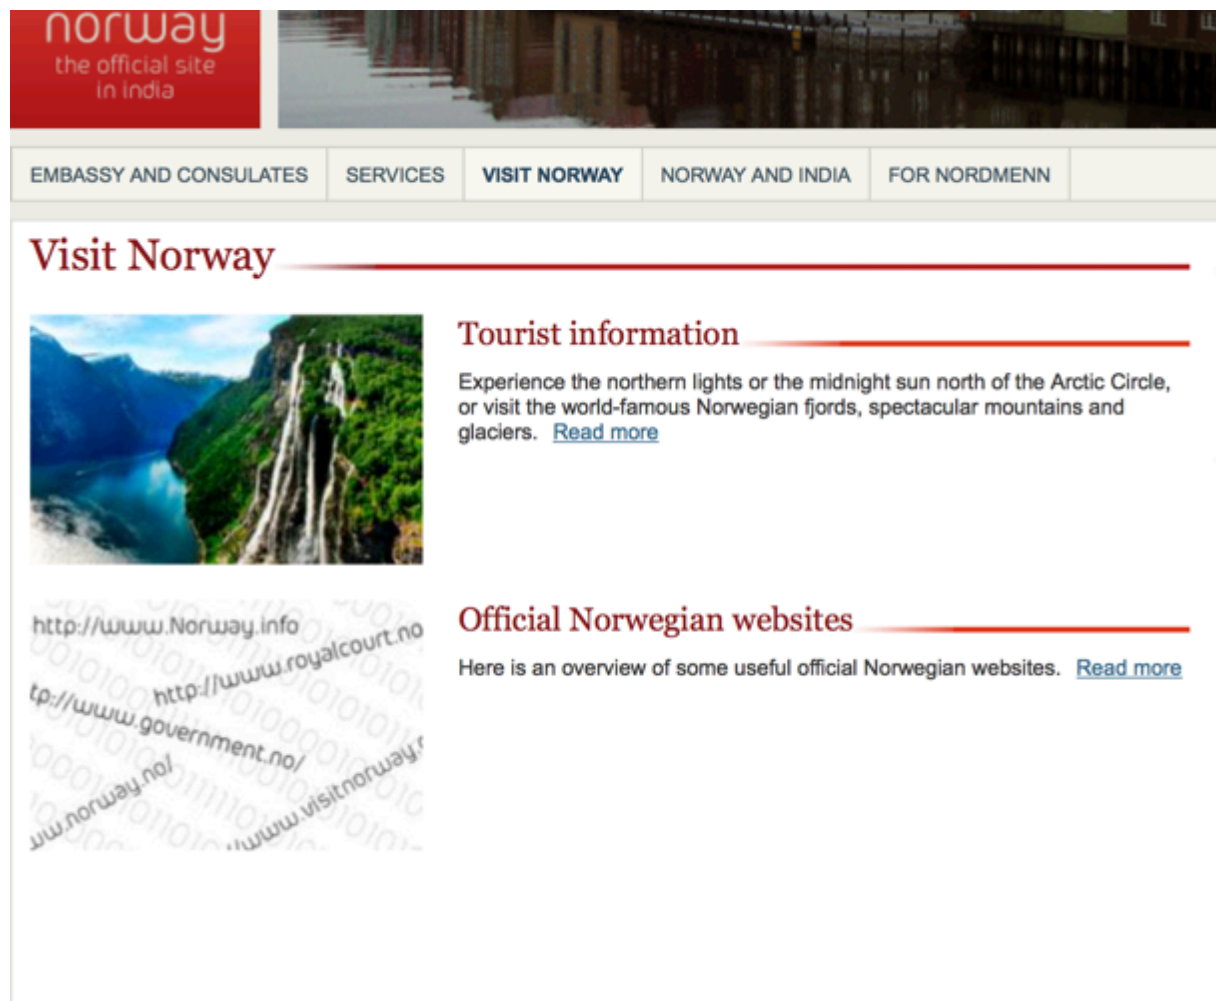 norway
the official site
in india
EMBASSY AND CONSULATES SERVICES VISIT NORWAY NORWAY AND INDIA FOR NORDMENN
Visit Norway
Tourist information
Experience the northern lights or the midnight sun north of the Arctic Circle,
or visit the world-famous Norwegian fjords, spectacular mountains and
glaciers. Read more
http://www.Norway.info
http://www.royalcourt.no
tp://www.government.no/
ww.norway.no/
//www.visitnorway.
Official Norwegian websites
Here is an overview of some useful official Norwegian websites. Read more